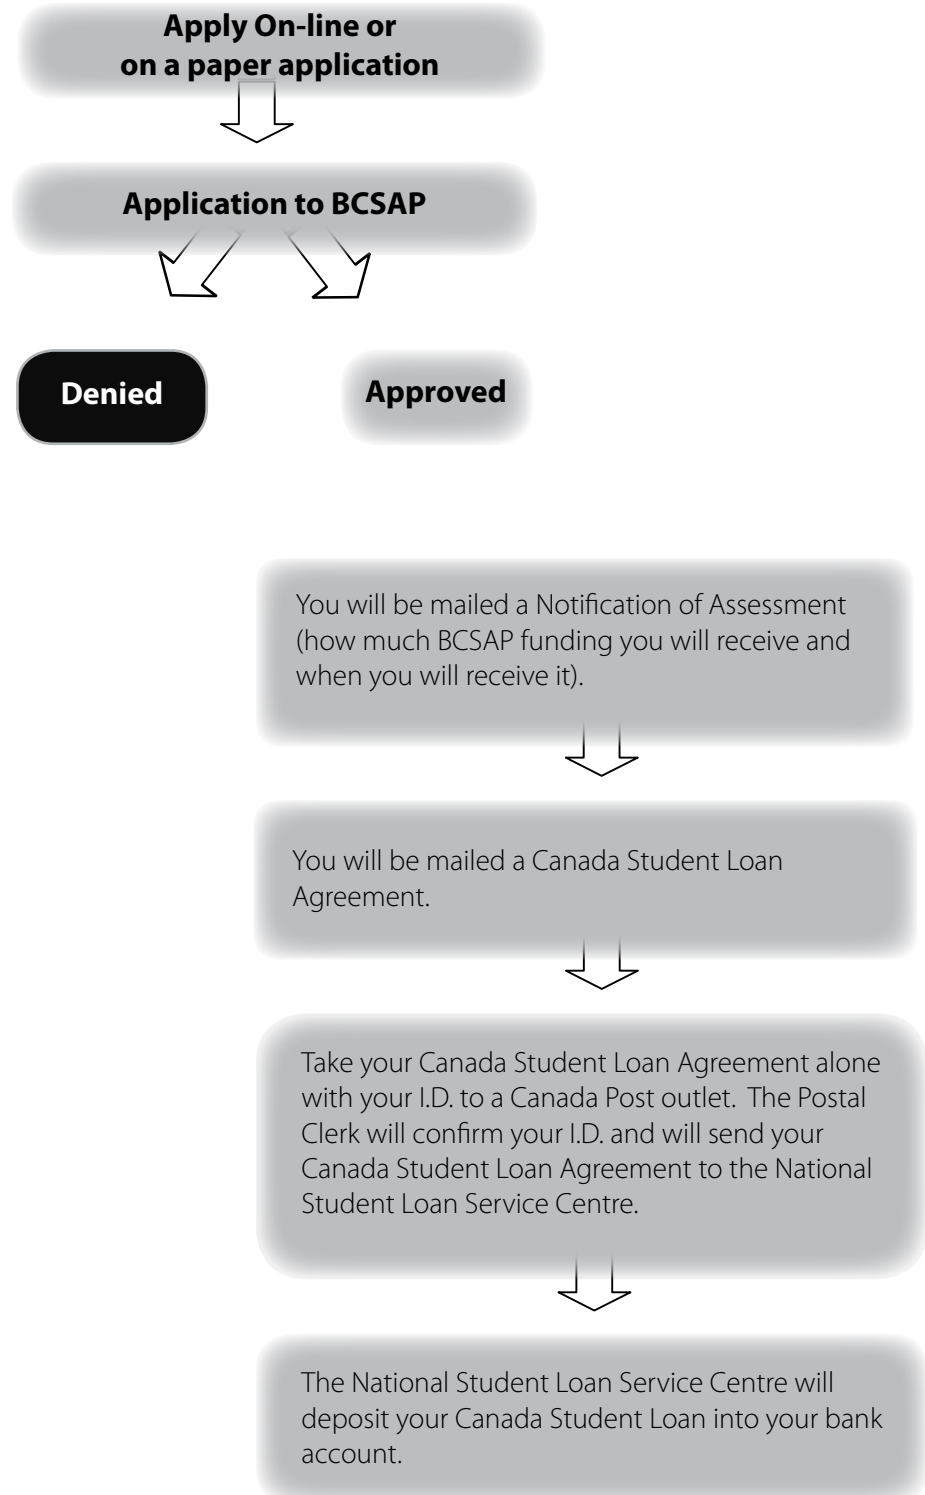 Apply On-line or
on a paper application
Application to BCSAP
Denied
Approved
You will be mailed a Notification of Assessment
(how much BCSAP funding you will receive and
when you will receive it).
You will be mailed a Canada Student Loan
Agreement.
Take your Canada Student Loan Agreement alone
with your I.D. to a Canada Post outlet.  The Postal
Clerk will confirm your I.D. and will send your
Canada Student Loan Agreement to the National
Student Loan Service Centre.
The National Student Loan Service Centre will
deposit your Canada Student Loan into your bank
account.